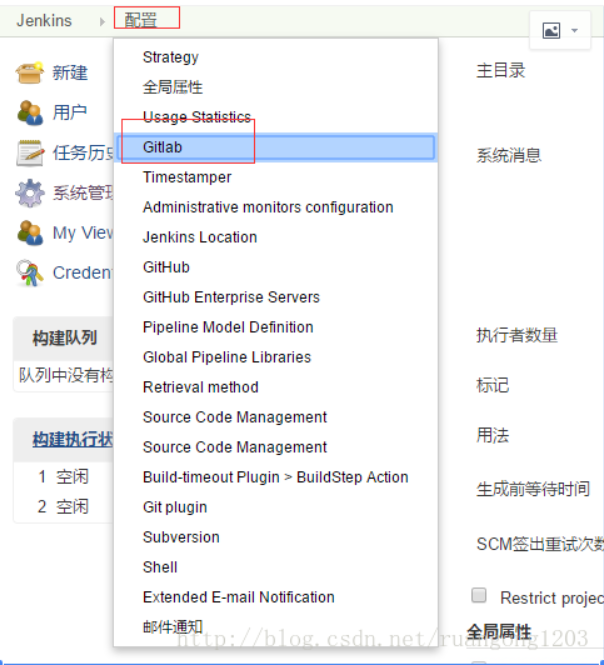 Jenkins
配置
新建
用户
任务历史
系统管理
My View
Creden
构建队列
队列中没有构
构建执行状
1 空闲
2 空闲
Strategy
全局属性
Usage Statistics
Gitlab
Timestamper
Administrative monitors configuration
Jenkins Location
GitHub
GitHub Enterprise Servers
Pipeline Model Definition
Global Pipeline Libraries
Retrieval method
Source Code Management
Source Code Management
Build-timeout Plugin > BuildStep Action
Git plugin
Subversion
Shell
Extended E-mail Notification
邮件通知
主目录
系统消息
执行者数量
标记
用法
生成前等待时间
SCM签出重试次数
Restrict projec
全局属性
http://blog.csdn.net/ruangong1203